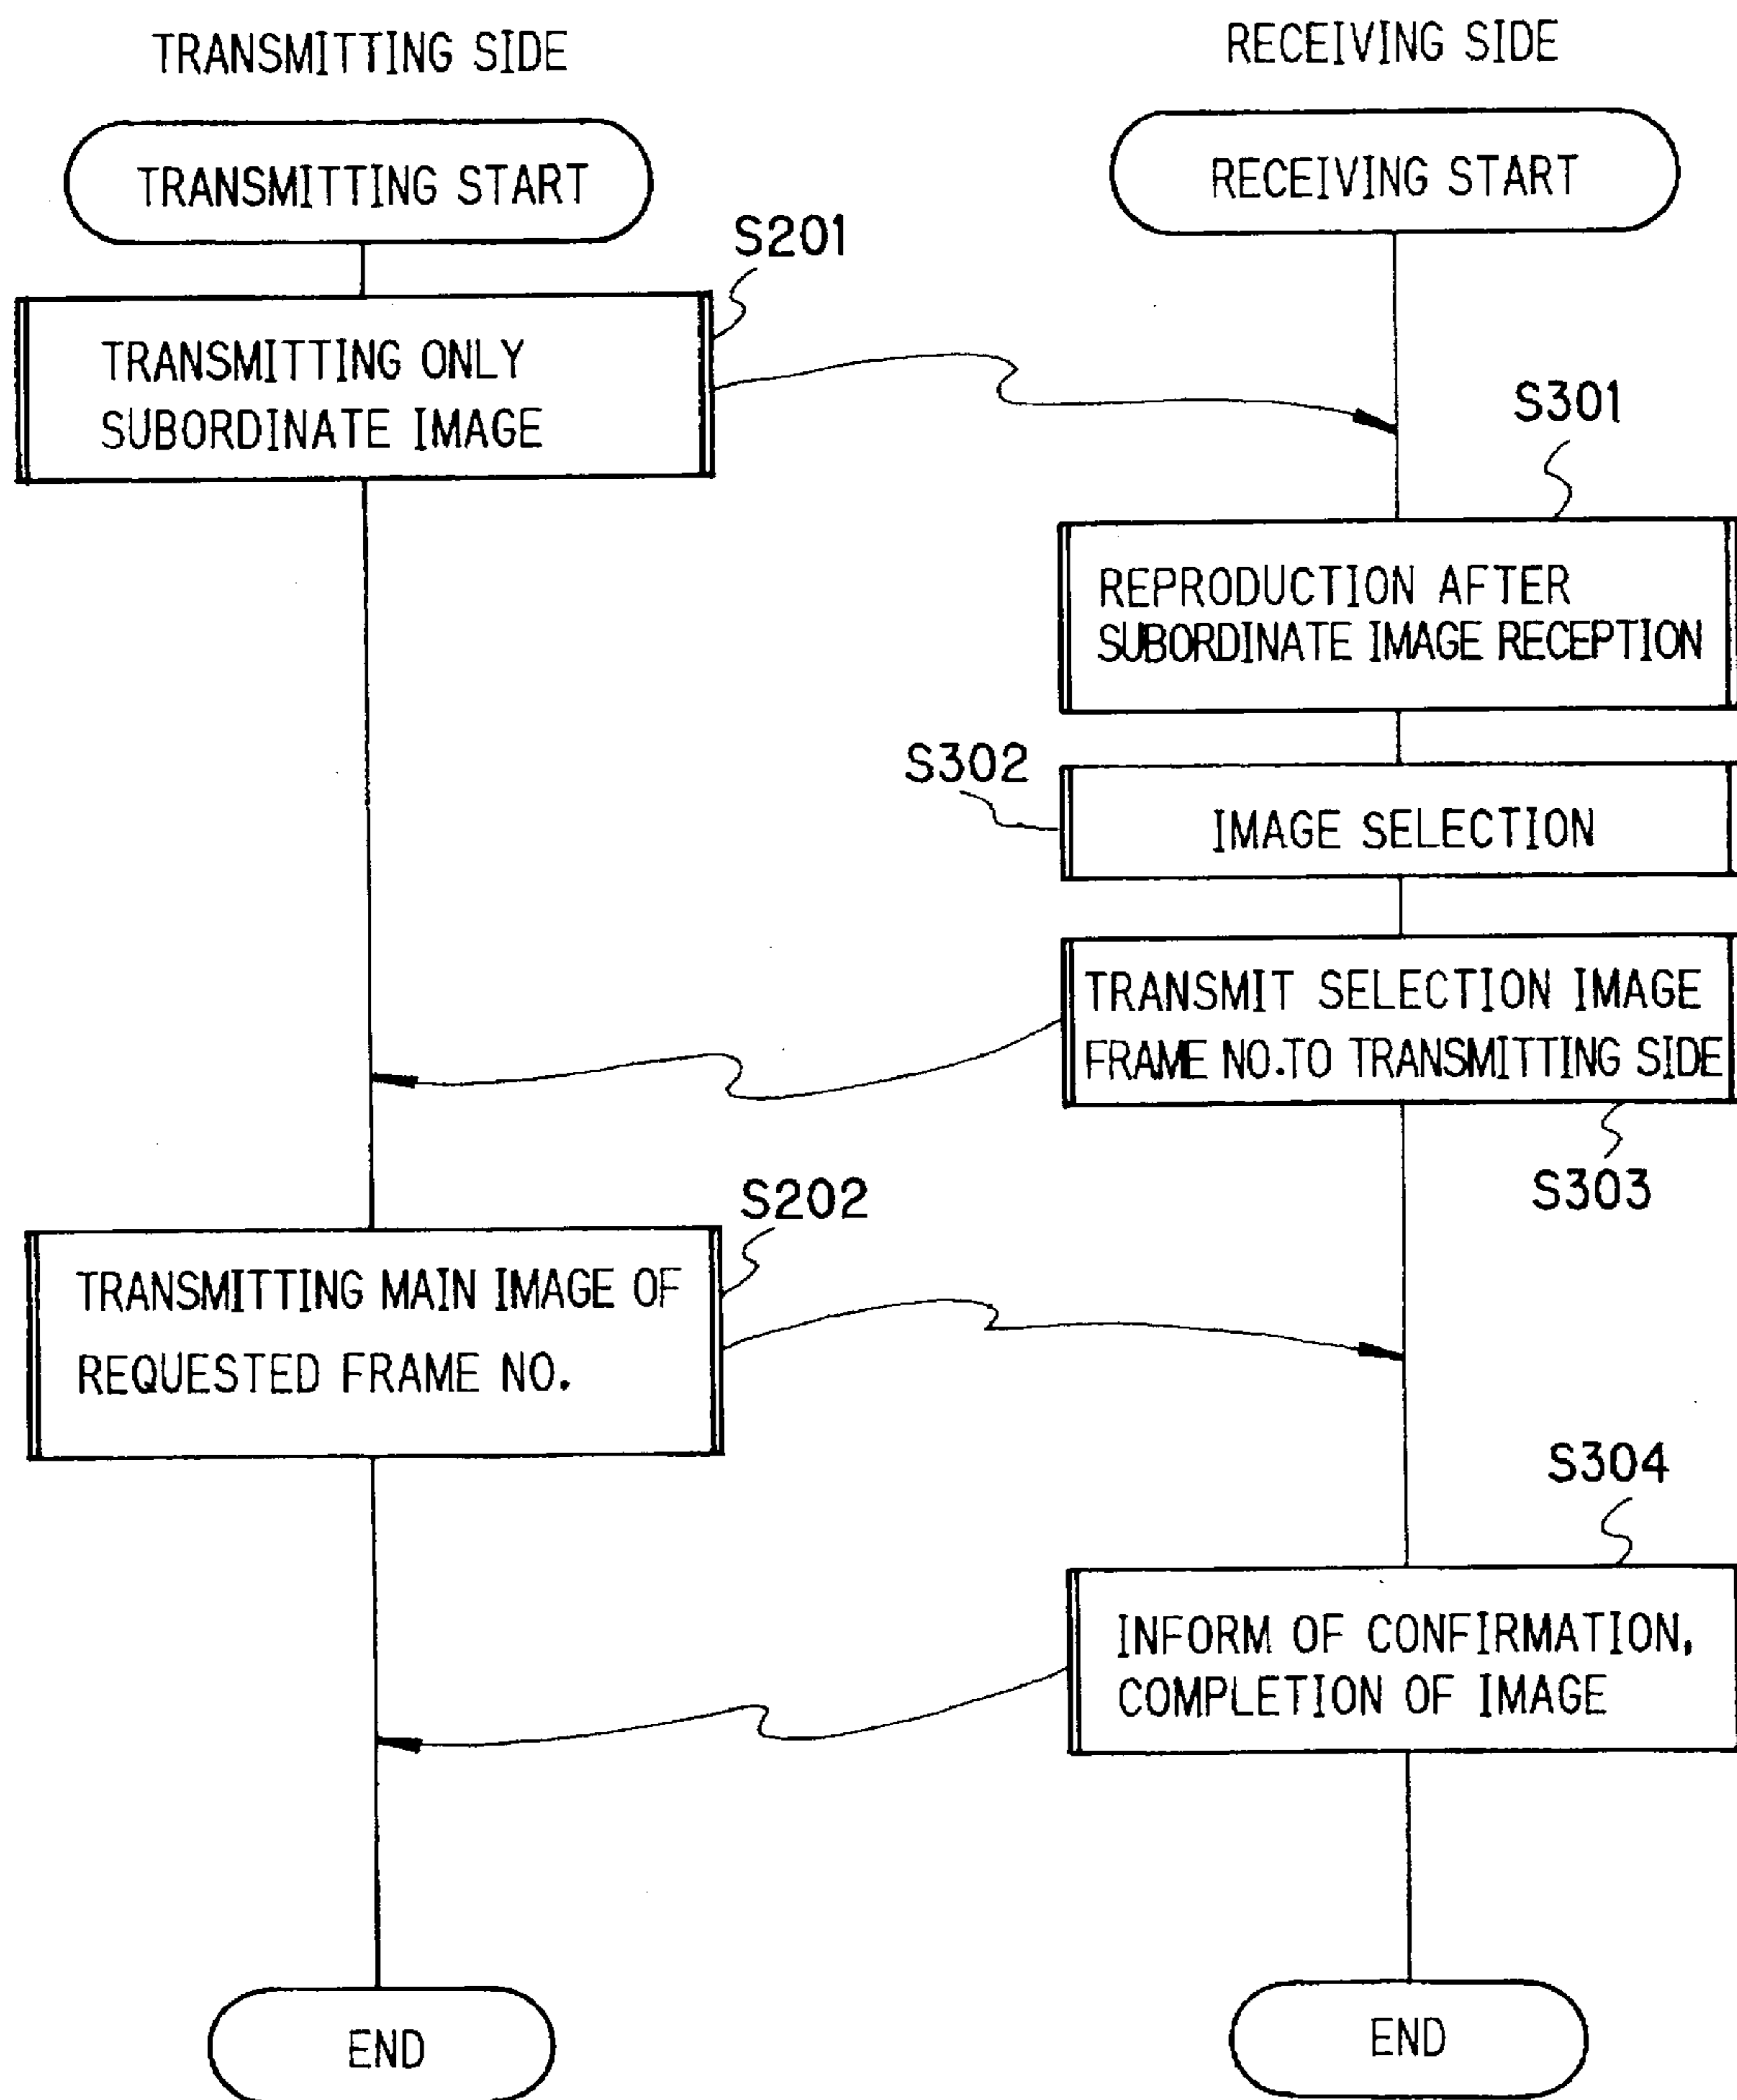 TRANSMITTING SIDE
RECEIVING SIDE
TRANSMITTING START
RECEIVING START
S201
TRANSMITTING ONLY
SUBORDINATE IMAGE
S301
REPRODUCTION AFTER
SUBORDINATE IMAGE RECEPTION
S302
IMAGE SELECTION
TRANSMIT SELECTION IMAGE
FRAME NO.TO TRANSMITTING SIDE
S303
S202
TRANSMITTING MAIN IMAGE OF
REQUESTED FRAME NO.
S304
INFORM OF CONFIRMATION,
COMPLETION OF IMAGE
END
END